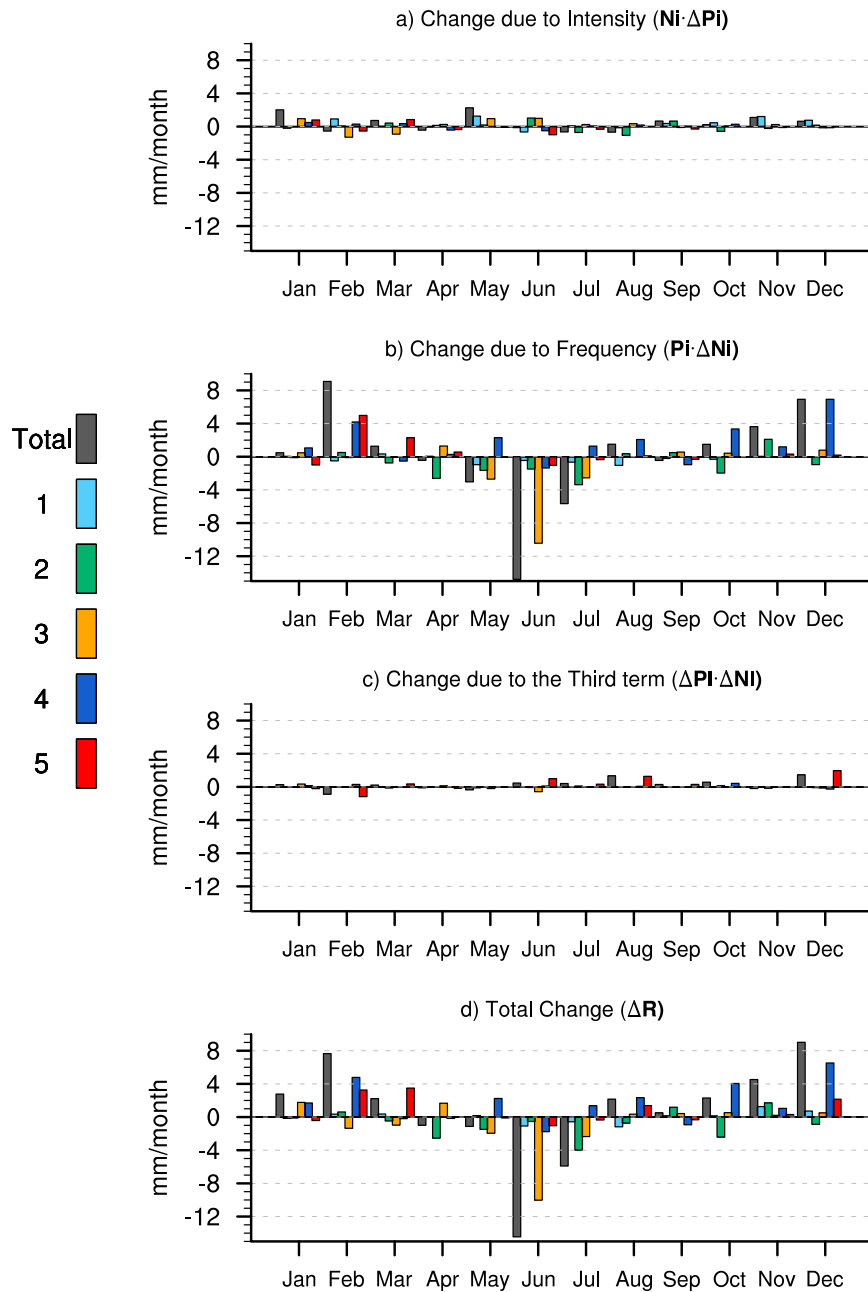 a) Change due to Intensity (Ni·ΔPi)
8
4
0
-4
-8
-12
mm/month
Jan Feb Mar Apr May Jun Jul Aug Sep Oct Nov Dec
b) Change due to Frequency (Pi·ΔNi)
8
4
0
-4
-8
-12
mm/month
Jan Feb Mar Apr May Jun Jul Aug Sep Oct Nov Dec
Total
1
2
3
4
5
c) Change due to the Third term (ΔPI·ΔNI)
8
4
0
-4
-8
-12
mm/month
Jan Feb Mar Apr May Jun Jul Aug Sep Oct Nov Dec
d) Total Change (ΔR)
8
4
0
-4
-8
-12
mm/month
Jan Feb Mar Apr May Jun Jul Aug Sep Oct Nov Dec